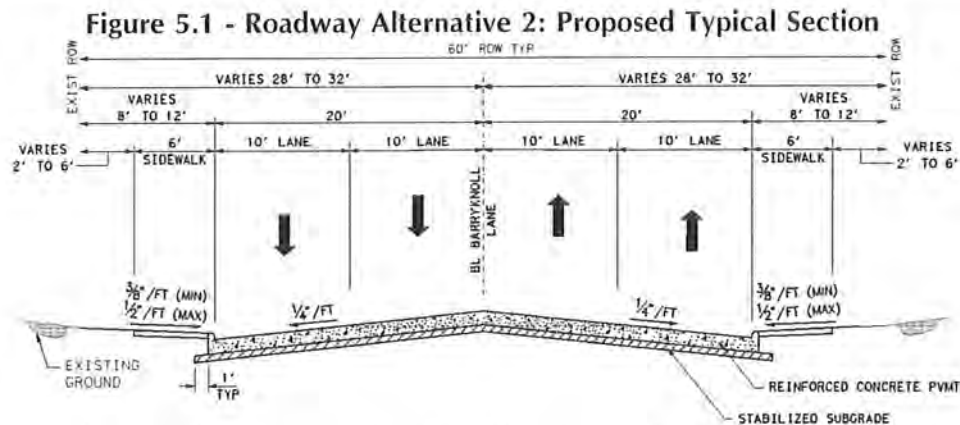 Figure 5.1 - Roadway Alternative 2: Proposed Typical Section
60' ROW TYP
EXIST ROW
EXIST ROW
VARIES 28' TO 32'
VARIES 28' TO 32'
VARIES
8' TO 12'
20'
20'
VARIES
8' TO 12'
VARIES
2' TO 6'
6'
SIDEWALK
10' LANE
10' LANE
10' LANE
10' LANE
6'
SIDEWALK
VARIES
2' TO 6'
BL BARRYKNOLL
LANE
3/8"/FT (MIN)
1/2"/FT (MAX)
1/4"/FT
1/4"/FT
3/8"/FT (MIN)
1/2"/FT (MAX)
EXISTING
GROUND
1'
TYP
REINFORCED CONCRETE PVMT
STABILIZED SUBGRADE